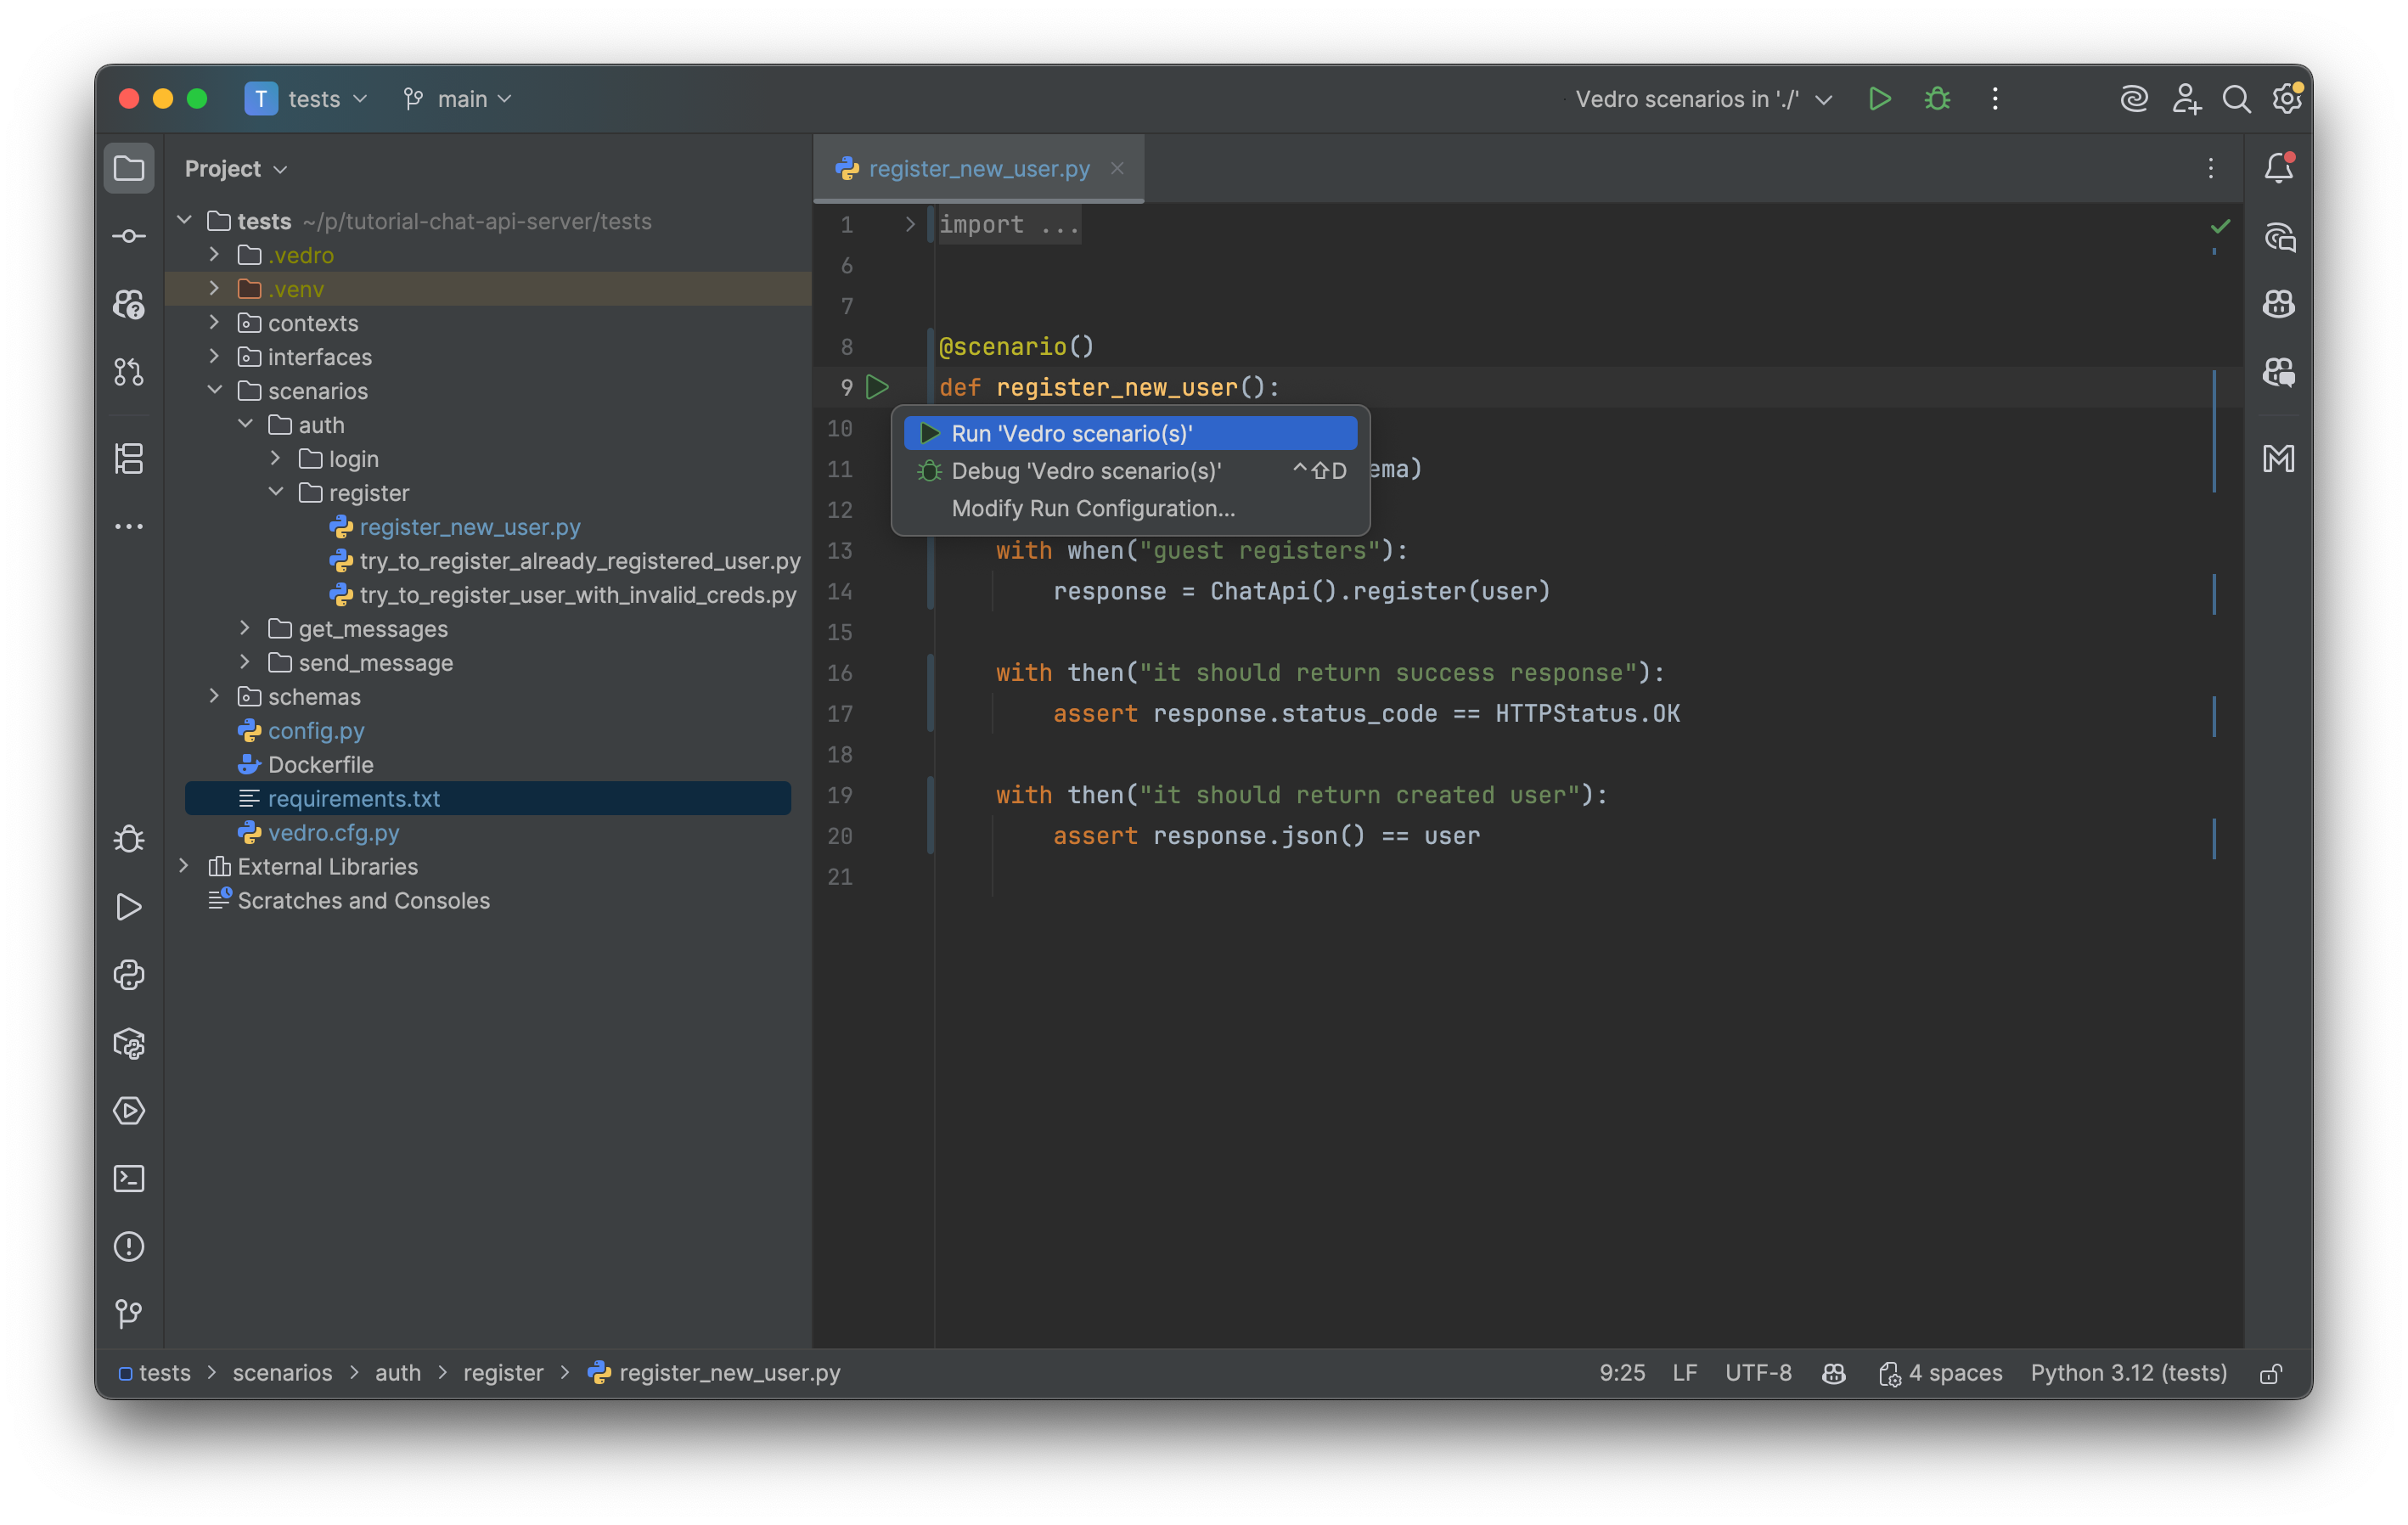 T tests main Vedro scenarios in './'
Project
register_new_user.py
tests ~/p/tutorial-chat-api-server/tests
.vedro
.venv
contexts
interfaces
scenarios
auth
login
register
register_new_user.py
try_to_register_already_registered_user.py
try_to_register_user_with_invalid_creds.py
get_messages
send_message
schemas
config.py
Dockerfile
requirements.txt
vedro.cfg.py
External Libraries
Scratches and Consoles
1 import ...
6
7
8 @scenario()
9 def register_new_user():
10
11 ema)
12
Run 'Vedro scenario(s)'
Debug 'Vedro scenario(s)' ^⇧D
Modify Run Configuration...
13 with when("guest registers"):
14 response = ChatApi().register(user)
15
16 with then("it should return success response"):
17 assert response.status_code == HTTPStatus.OK
18
19 with then("it should return created user"):
20 assert response.json() == user
21
tests > scenarios > auth > register > register_new_user.py
9:25 LF UTF-8 4 spaces Python 3.12 (tests)